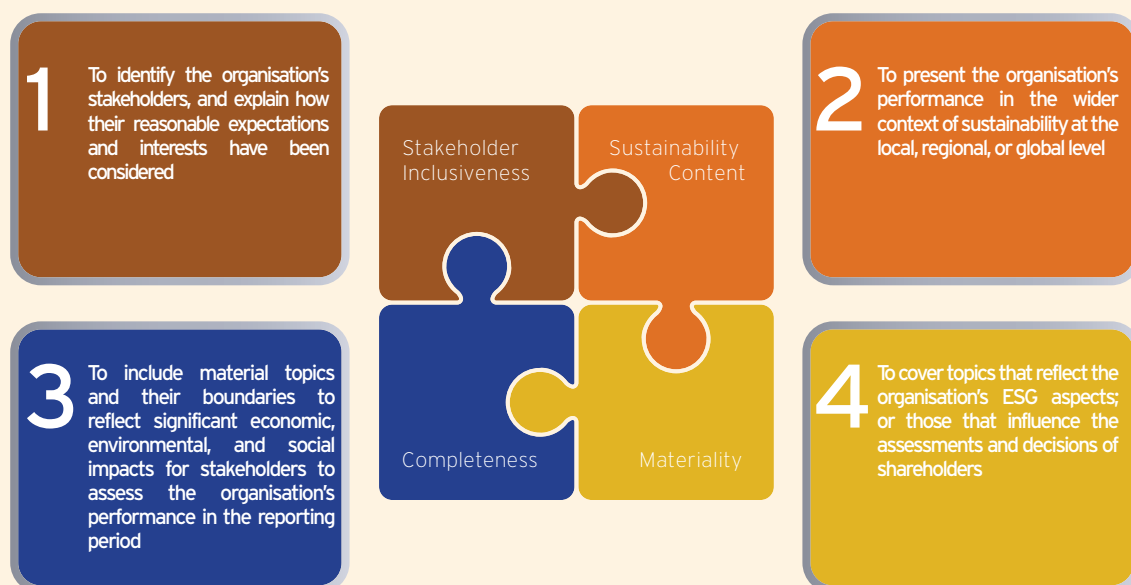 1
To identify the organisation's
stakeholders, and explain how
their reasonable expectations
and interests have been
considered
2
To present the organisation's
performance in the wider
context of sustainability at the
local, regional, or global level
Stakeholder
Inclusiveness
Sustainability
Content
Completeness
Materiality
3
To include material topics
and their boundaries to
reflect significant economic,
environmental, and social
impacts for stakeholders to
assess the organisation's
performance in the reporting
period
4
To cover topics that reflect the
organisation's ESG aspects;
or those that influence the
assessments and decisions of
shareholders